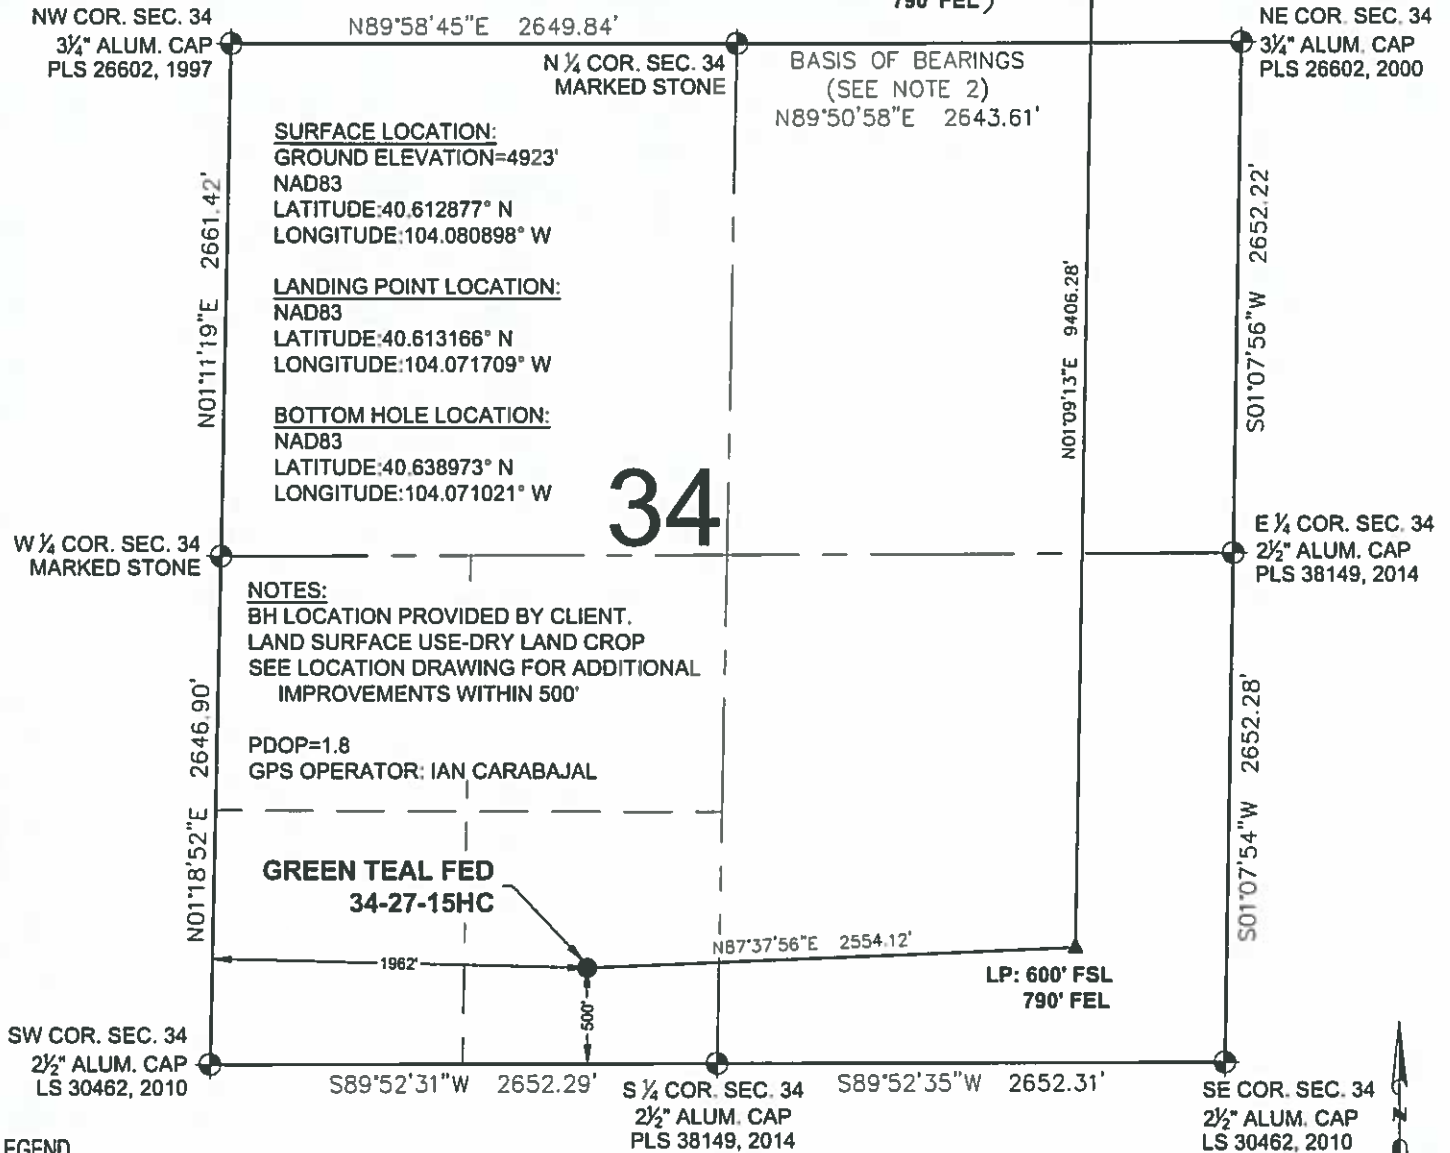 790' FEL)
NW COR. SEC. 34
3¼" ALUM. CAP
PLS 26602, 1997
N89°58'45"E 2649.84'
N ¼ COR. SEC. 34
MARKED STONE
BASIS OF BEARINGS
(SEE NOTE 2)
N89°50'58"E 2643.61'
NE COR. SEC. 34
3¼" ALUM. CAP
PLS 26602, 2000
SURFACE LOCATION:
GROUND ELEVATION=4923'
NAD83
LATITUDE:40.612877° N
LONGITUDE:104.080898° W
LANDING POINT LOCATION:
NAD83
LATITUDE:40.613166° N
LONGITUDE:104.071709° W
BOTTOM HOLE LOCATION:
NAD83
LATITUDE:40.638973° N
LONGITUDE:104.071021° W
N01°11'19"E 2661.42'
N01°09'13"E 9406.28'
S01°07'56"W 2652.22'
34
W ¼ COR. SEC. 34
MARKED STONE
E ¼ COR. SEC. 34
2½" ALUM. CAP
PLS 38149, 2014
NOTES:
BH LOCATION PROVIDED BY CLIENT.
LAND SURFACE USE-DRY LAND CROP
SEE LOCATION DRAWING FOR ADDITIONAL
IMPROVEMENTS WITHIN 500'
PDOP=1.8
GPS OPERATOR: IAN CARABAJAL
N01°18'52"E 2646.90'
S01°07'54"W 2652.28'
GREEN TEAL FED
34-27-15HC
N87°37'56"E 2554.12'
1962'
500'
LP: 600' FSL
790' FEL
SW COR. SEC. 34
2½" ALUM. CAP
LS 30462, 2010
S89°52'31"W 2652.29'
S ¼ COR. SEC. 34
2½" ALUM. CAP
PLS 38149, 2014
S89°52'35"W 2652.31'
SE COR. SEC. 34
2½" ALUM. CAP
LS 30462, 2010
N
EGEND